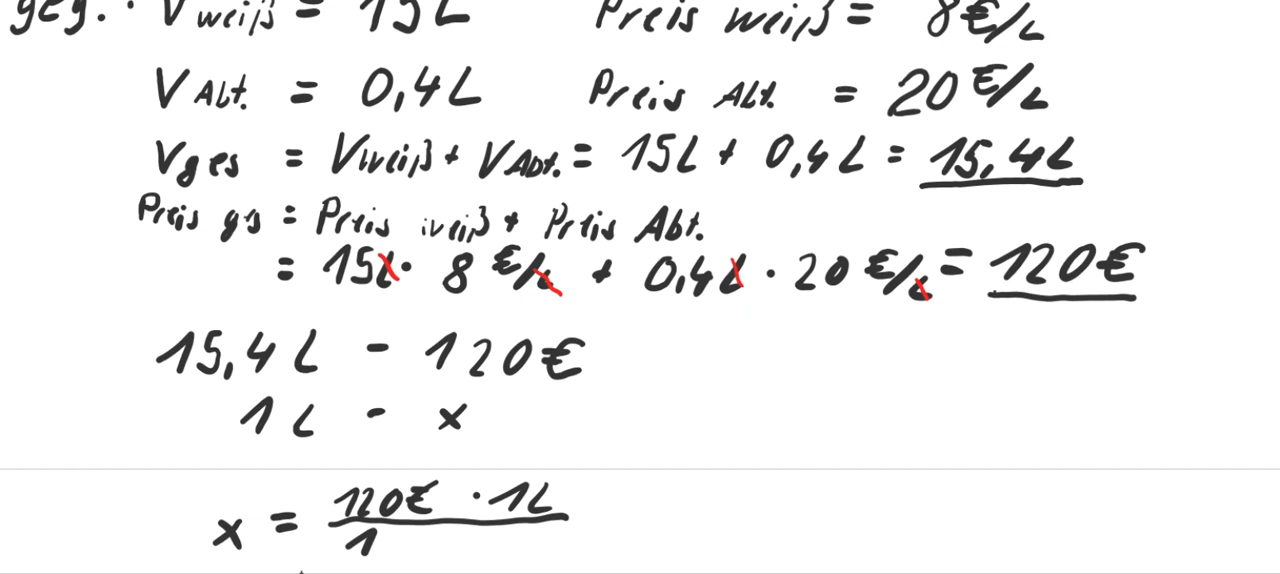 geg.: Vweiß = 15L Preis weiß = 8€/L
VAbt. = 0,4L Preis Abt. = 20€/L
Vges = Vweiß + VAbt. = 15L + 0,4L = 15,4L
Preis ges = Preis weiß + Preis Abt.
= 15L · 8 €/L + 0,4L · 20 €/L = 120€
15,4L - 120€
1L - x
x = 120€ · 1L
1